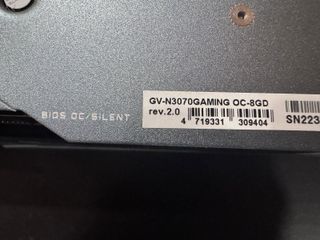 GV-N3070GAMING OC-8GD
rev.2.0
4 719331 309404
SN223
BIOS OC/SILENT